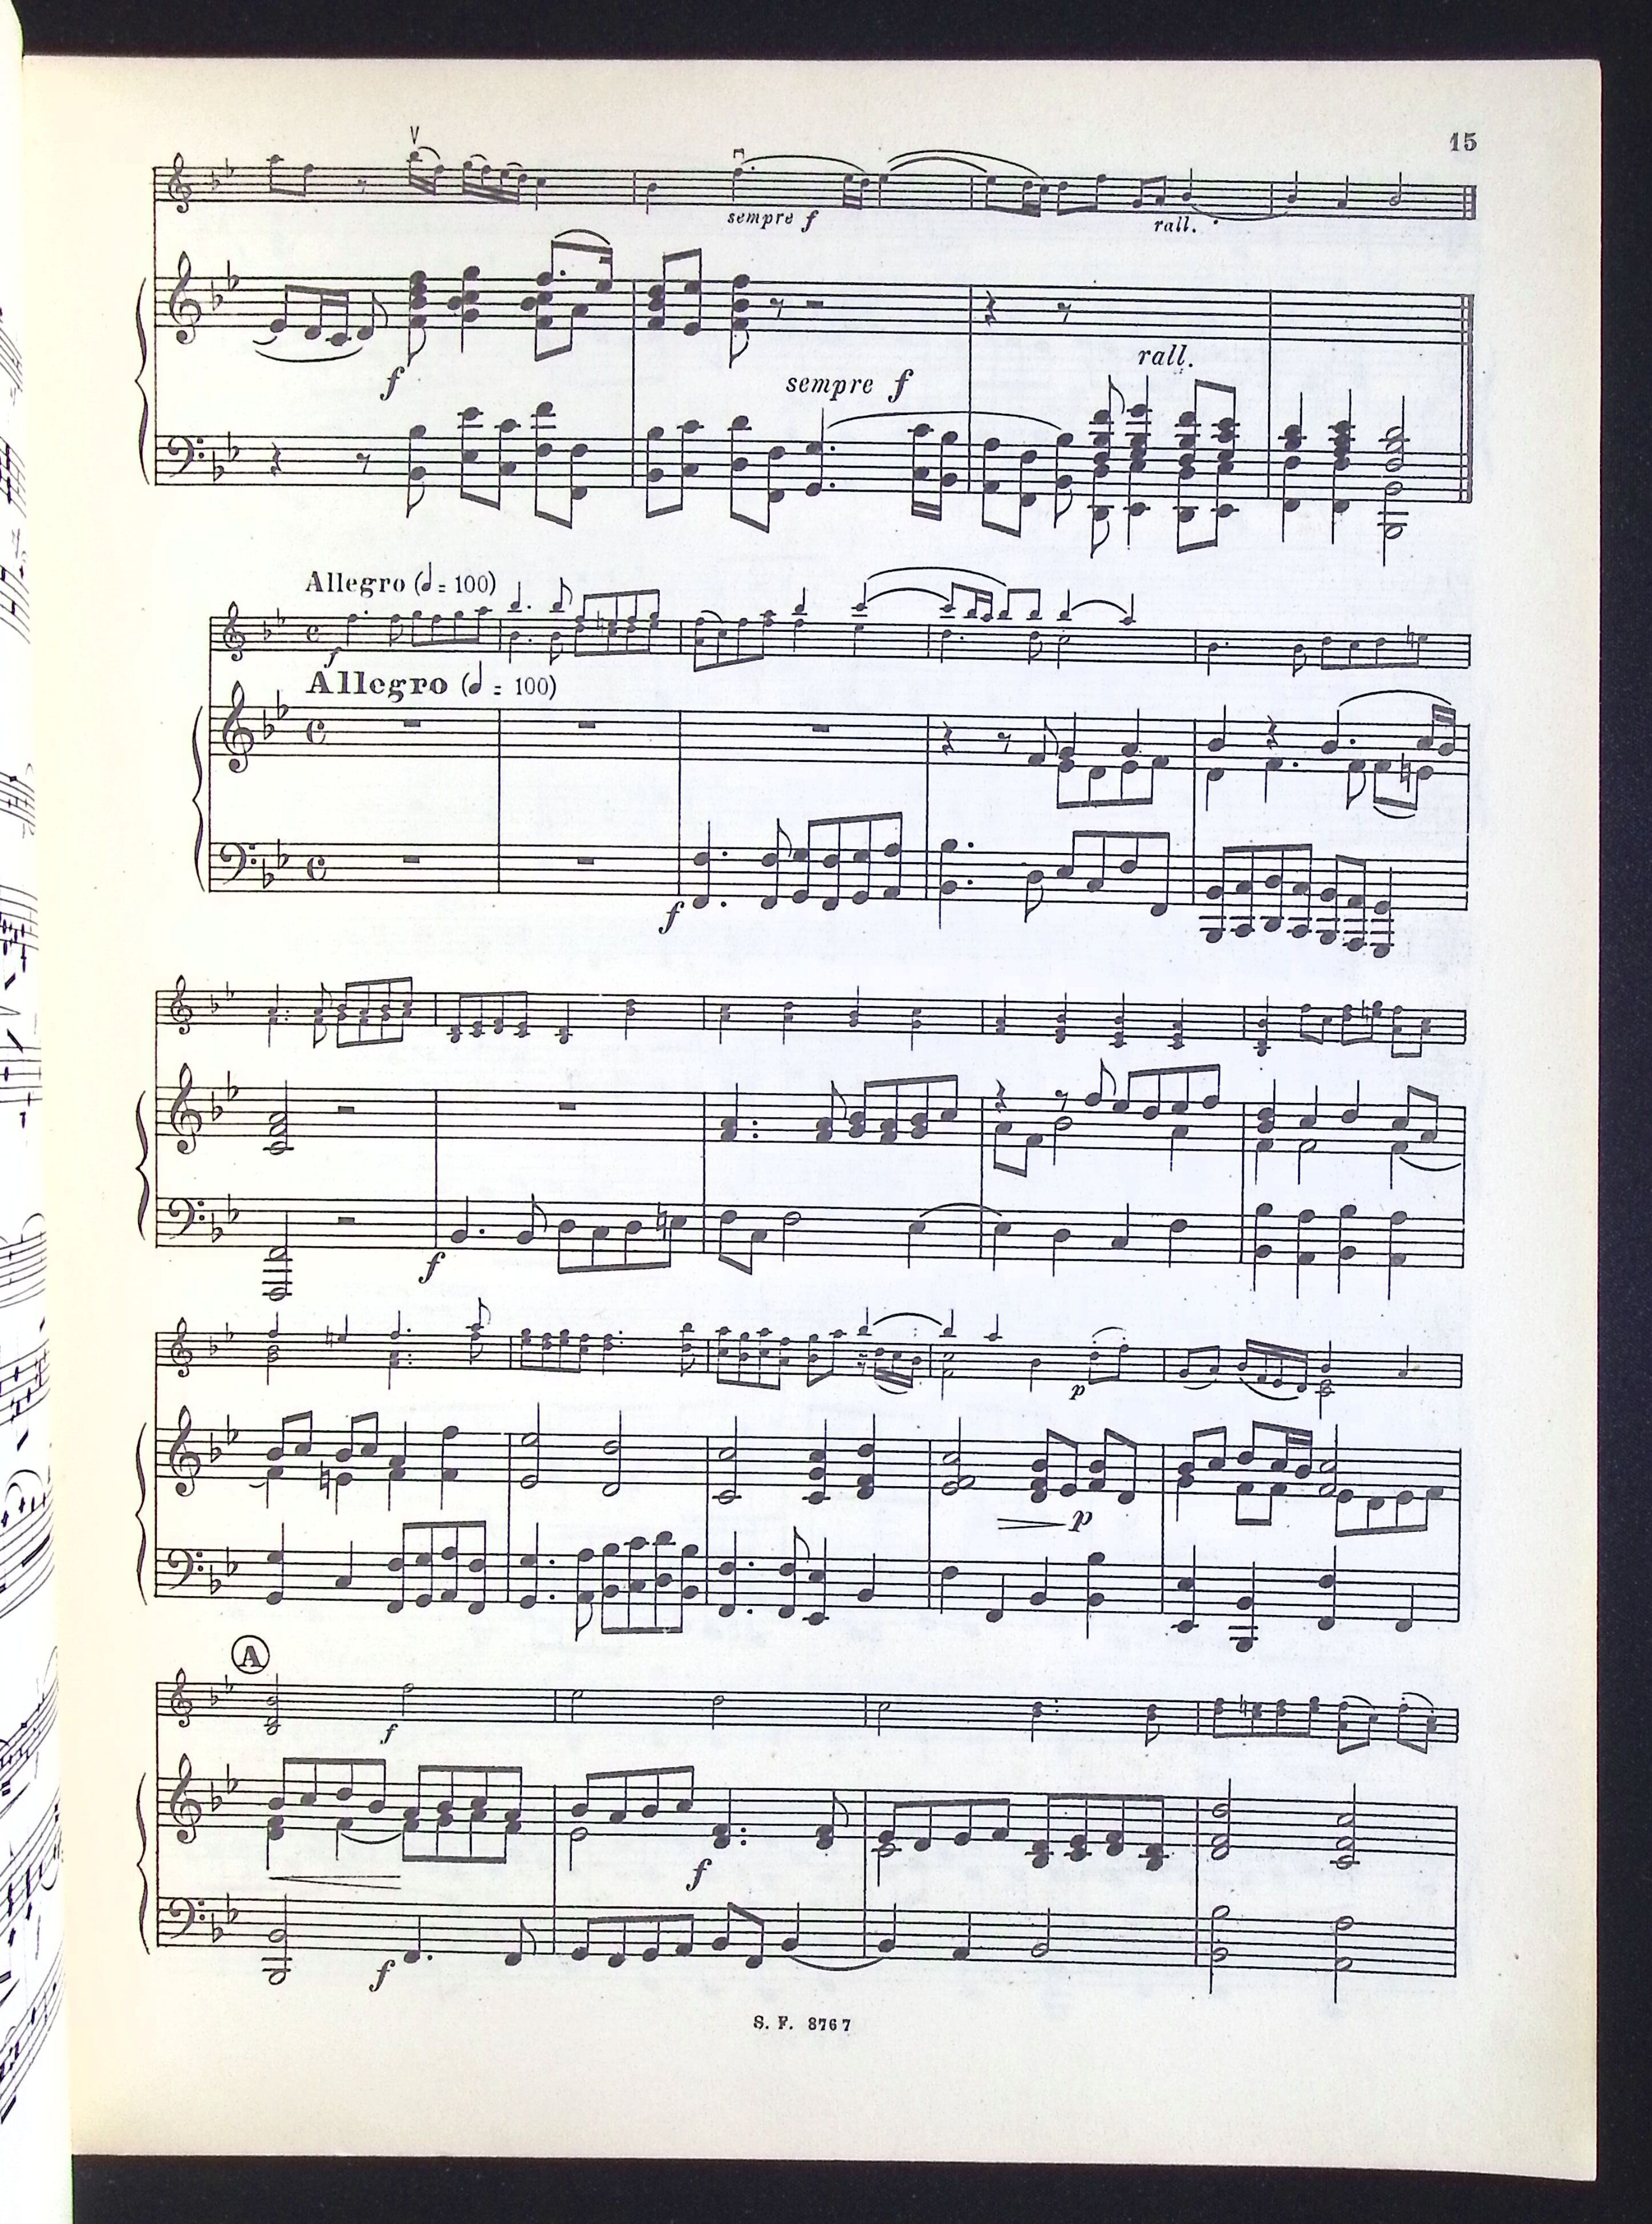 15
V
sempre f
rall.
f
sempre f
rall.
Allegro (𝅗𝅥 = 100)
f
Allegro (𝅗𝅥 = 100)
f
f
p
p
A
f
f
f
S. F. 8767